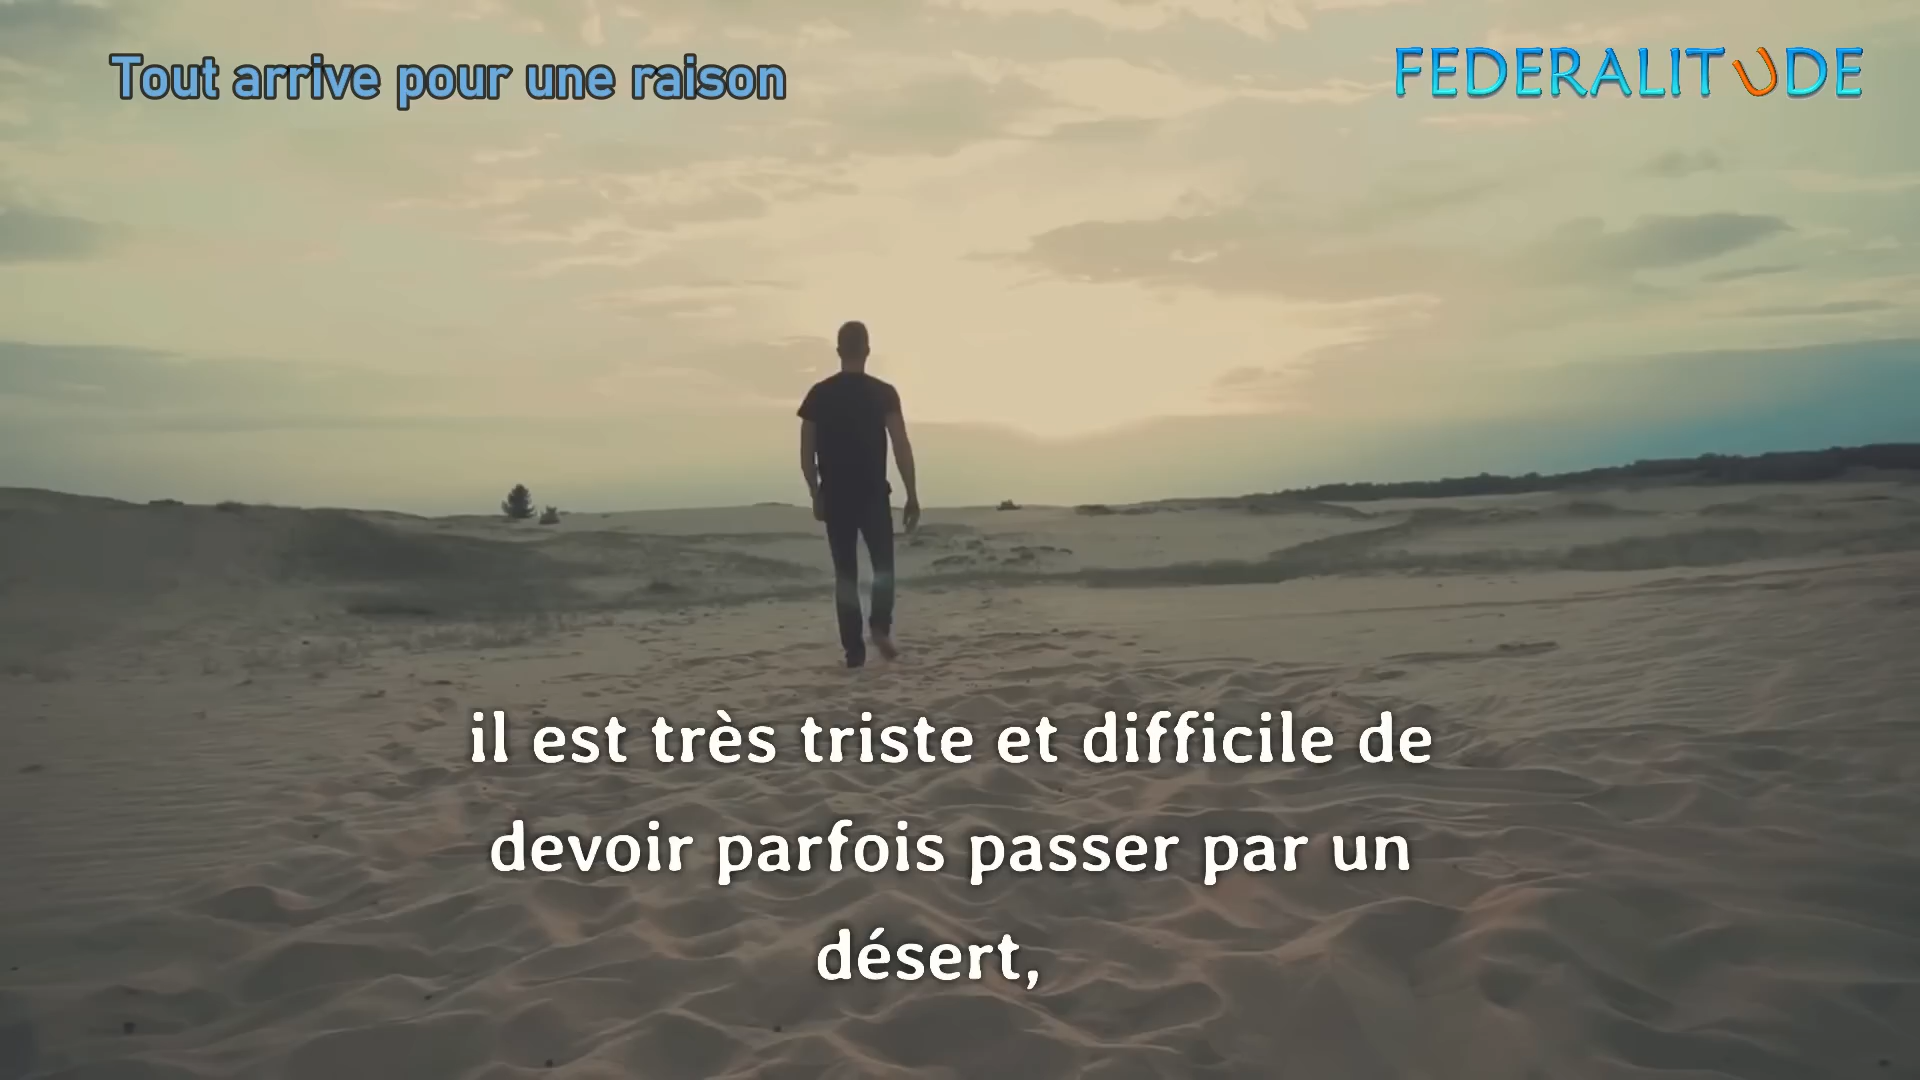 Tout arrive pour une raison
FEDERALITUDE
il est très triste et difficile de
devoir parfois passer par un
désert,